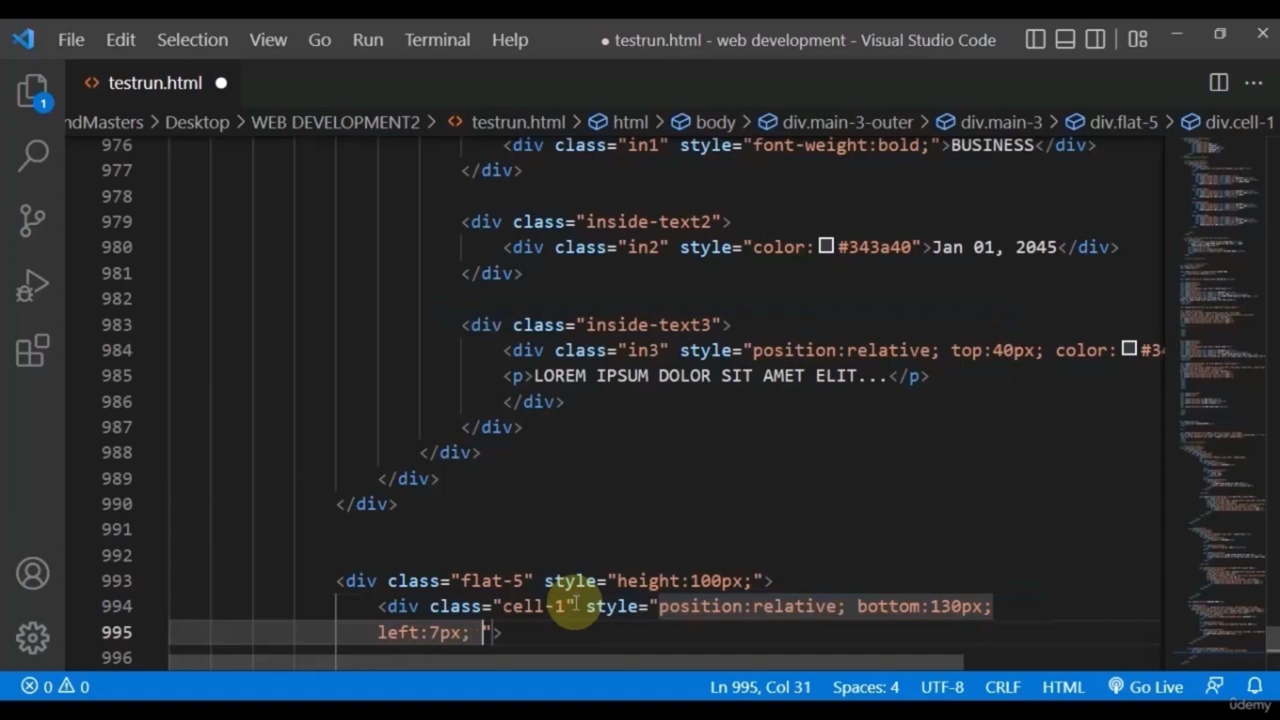 File Edit Selection View Go Run Terminal Help ● testrun.html - web development - Visual Studio Code
<> testrun.html ●
ndMasters > Desktop > WEB DEVELOPMENT2 > <> testrun.html > html > body > div.main-3-outer > div.main-3 > div.flat-5 > div.cell-1
1
976 <div class="in1" style="font-weight:bold;">BUSINESS</div>
977 </div>
978
979 <div class="inside-text2">
980 <div class="in2" style="color:#343a40">Jan 01, 2045</div>
981 </div>
982
983 <div class="inside-text3">
984 <div class="in3" style="position:relative; top:40px; color:#34
985 <p>LOREM IPSUM DOLOR SIT AMET ELIT...</p>
986 </div>
987 </div>
988 </div>
989 </div>
990 </div>
991
992
993 <div class="flat-5" style="height:100px;">
994 <div class="cell-1" style="position:relative; bottom:130px;
995 left:7px; ">
996
0 0 Ln 995, Col 31 Spaces: 4 UTF-8 CRLF HTML Go Live
ûdemy